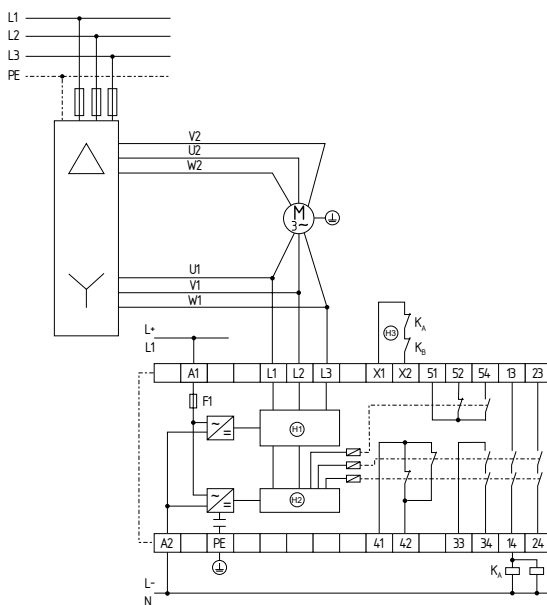 L1
L2
L3
PE
V2
U2
W2
M
3~
U1
V1
W1
L+
L1
H3
KA
KB
A1 L1 L2 L3 X1 X2 51 52 54 13 23
F1
~
=
H1
~
=
H2
A2 PE 41 42 33 34 14 24
KA
L-
N